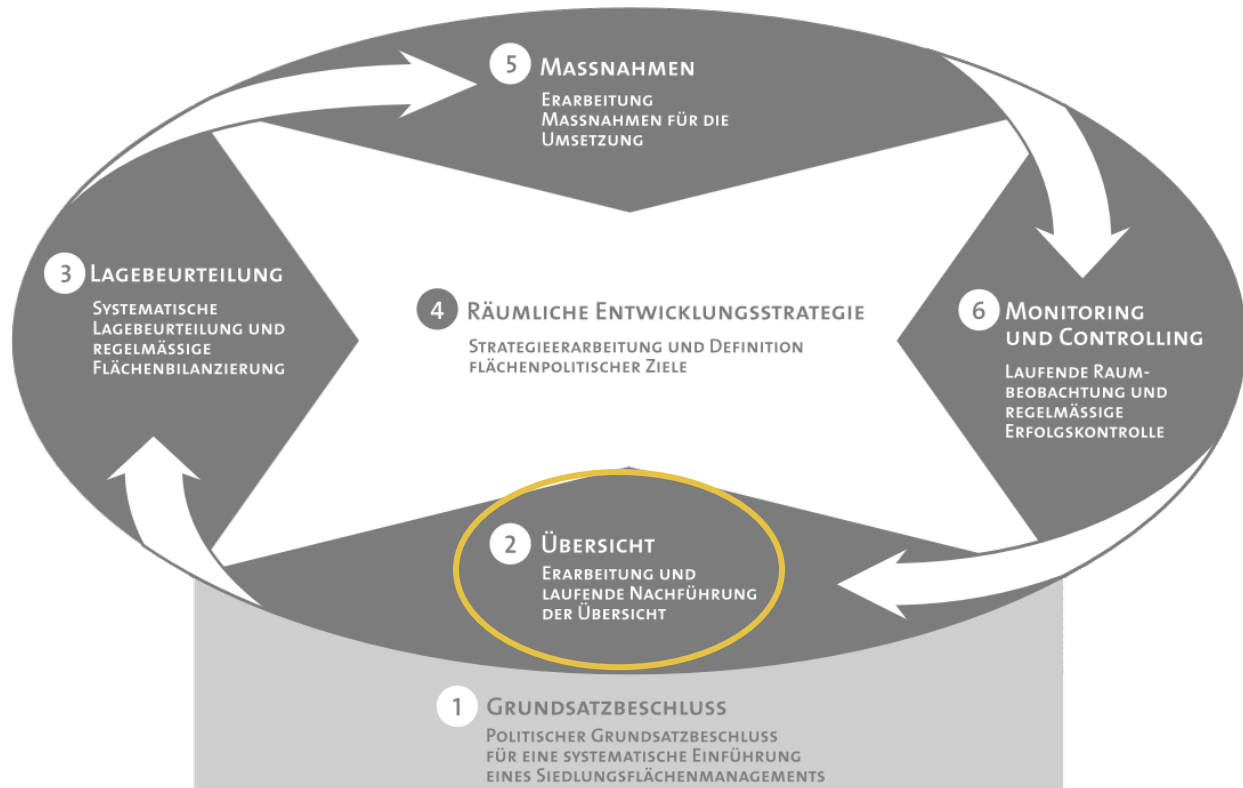 5 MASSNAHMEN
ERARBEITUNG
MASSNAHMEN FÜR DIE
UMSETZUNG
3 LAGEBEURTEILUNG
SYSTEMATISCHE
LAGEBEURTEILUNG UND
REGELMÄSSIGE
FLÄCHENBILANZIERUNG
4 RÄUMLICHE ENTWICKLUNGSSTRATEGIE
STRATEGIEERARBEITUNG UND DEFINITION
FLÄCHENPOLITISCHER ZIELE
6 MONITORING
UND CONTROLLING
LAUFENDE RAUM-
BEOBACHTUNG UND
REGELMÄSSIGE
ERFOLGSKONTROLLE
2 ÜBERSICHT
ERARBEITUNG UND
LAUFENDE NACHFÜHRUNG
DER ÜBERSICHT
1 GRUNDSATZBESCHLUSS
POLITISCHER GRUNDSATZBESCHLUSS
FÜR EINE SYSTEMATISCHE EINFÜHRUNG
EINES SIEDLUNGSFLÄCHENMANAGEMENTS